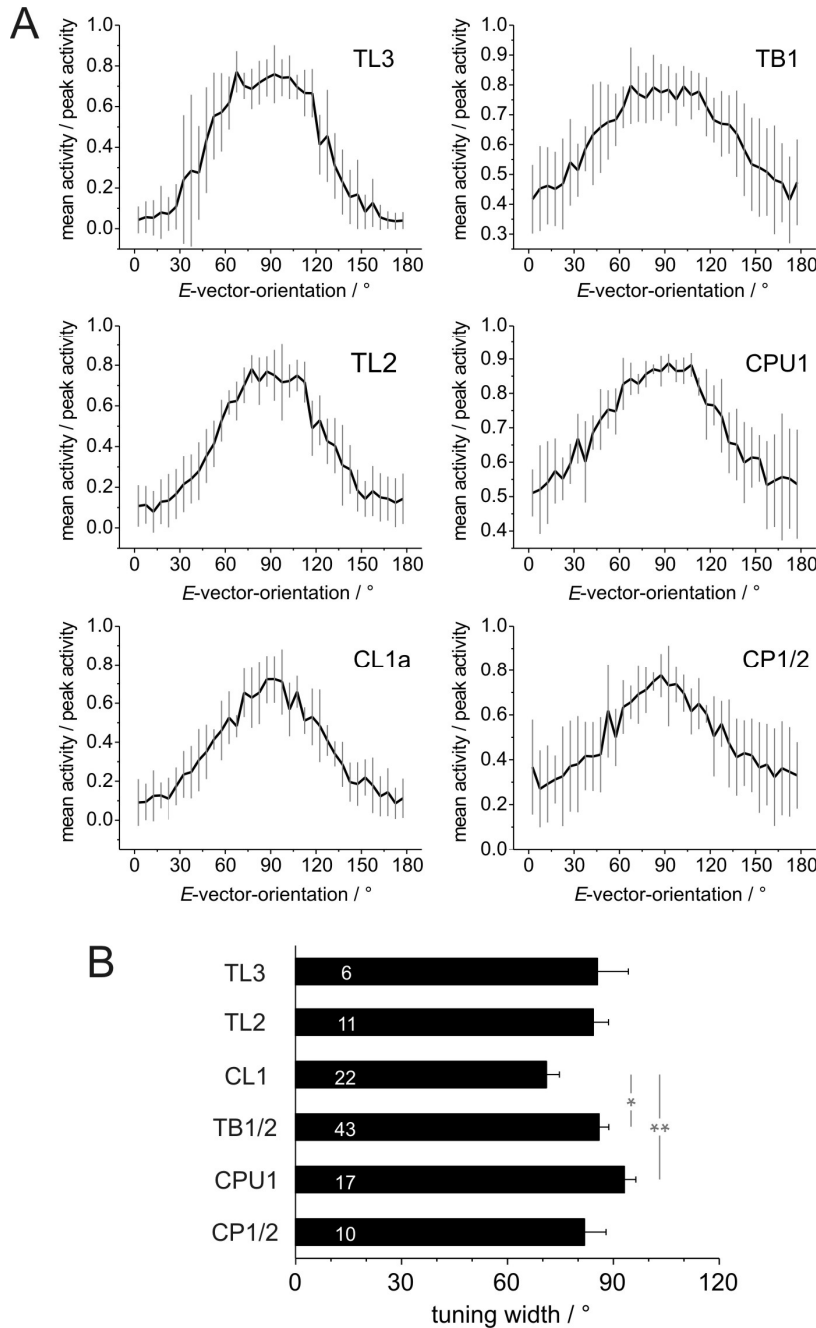 A
TL3
mean activity / peak activity
1.0
0.8
0.6
0.4
0.2
0.0
0 30 60 90 120 150 180
E-vector-orientation / °
TB1
mean activity / peak activity
1.0
0.9
0.8
0.7
0.6
0.5
0.4
0.3
0 30 60 90 120 150 180
E-vector-orientation / °
TL2
mean activity / peak activity
1.0
0.8
0.6
0.4
0.2
0.0
0 30 60 90 120 150 180
E-vector-orientation / °
CPU1
mean activity / peak activity
1.0
0.9
0.8
0.7
0.6
0.5
0.4
0 30 60 90 120 150 180
E-vector-orientation / °
CL1a
mean activity / peak activity
1.0
0.8
0.6
0.4
0.2
0.0
0 30 60 90 120 150 180
E-vector-orientation / °
CP1/2
mean activity / peak activity
1.0
0.8
0.6
0.4
0.2
0.0
0 30 60 90 120 150 180
E-vector-orientation / °
B
TL3 6
TL2 11
CL1 22
TB1/2 43 * **
CPU1 17
CP1/2 10
0 30 60 90 120
tuning width / °